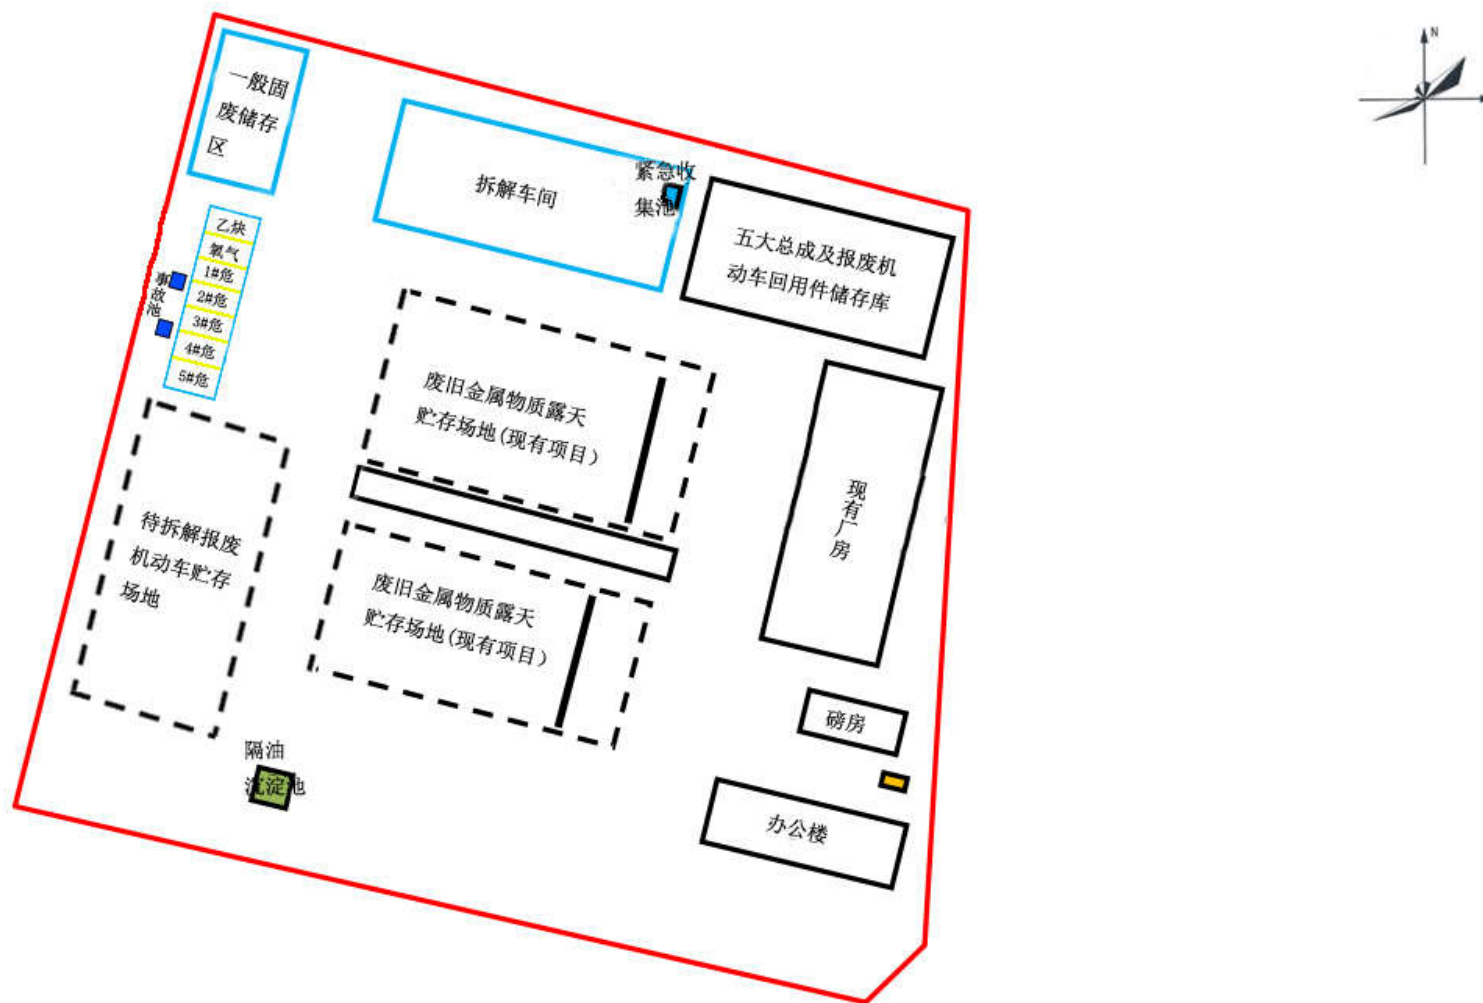 N
一般固
废储存
区
拆解车间
紧急收
集池
五大总成及报废机
动车回用件储存库
乙炔
氧气
1#危
2#危
3#危
4#危
5#危
事故池
废旧金属物质露天
贮存场地(现有项目)
现有厂房
待拆解报废
机动车贮存
场地
废旧金属物质露天
贮存场地(现有项目)
磅房
隔油
沉淀池
办公楼